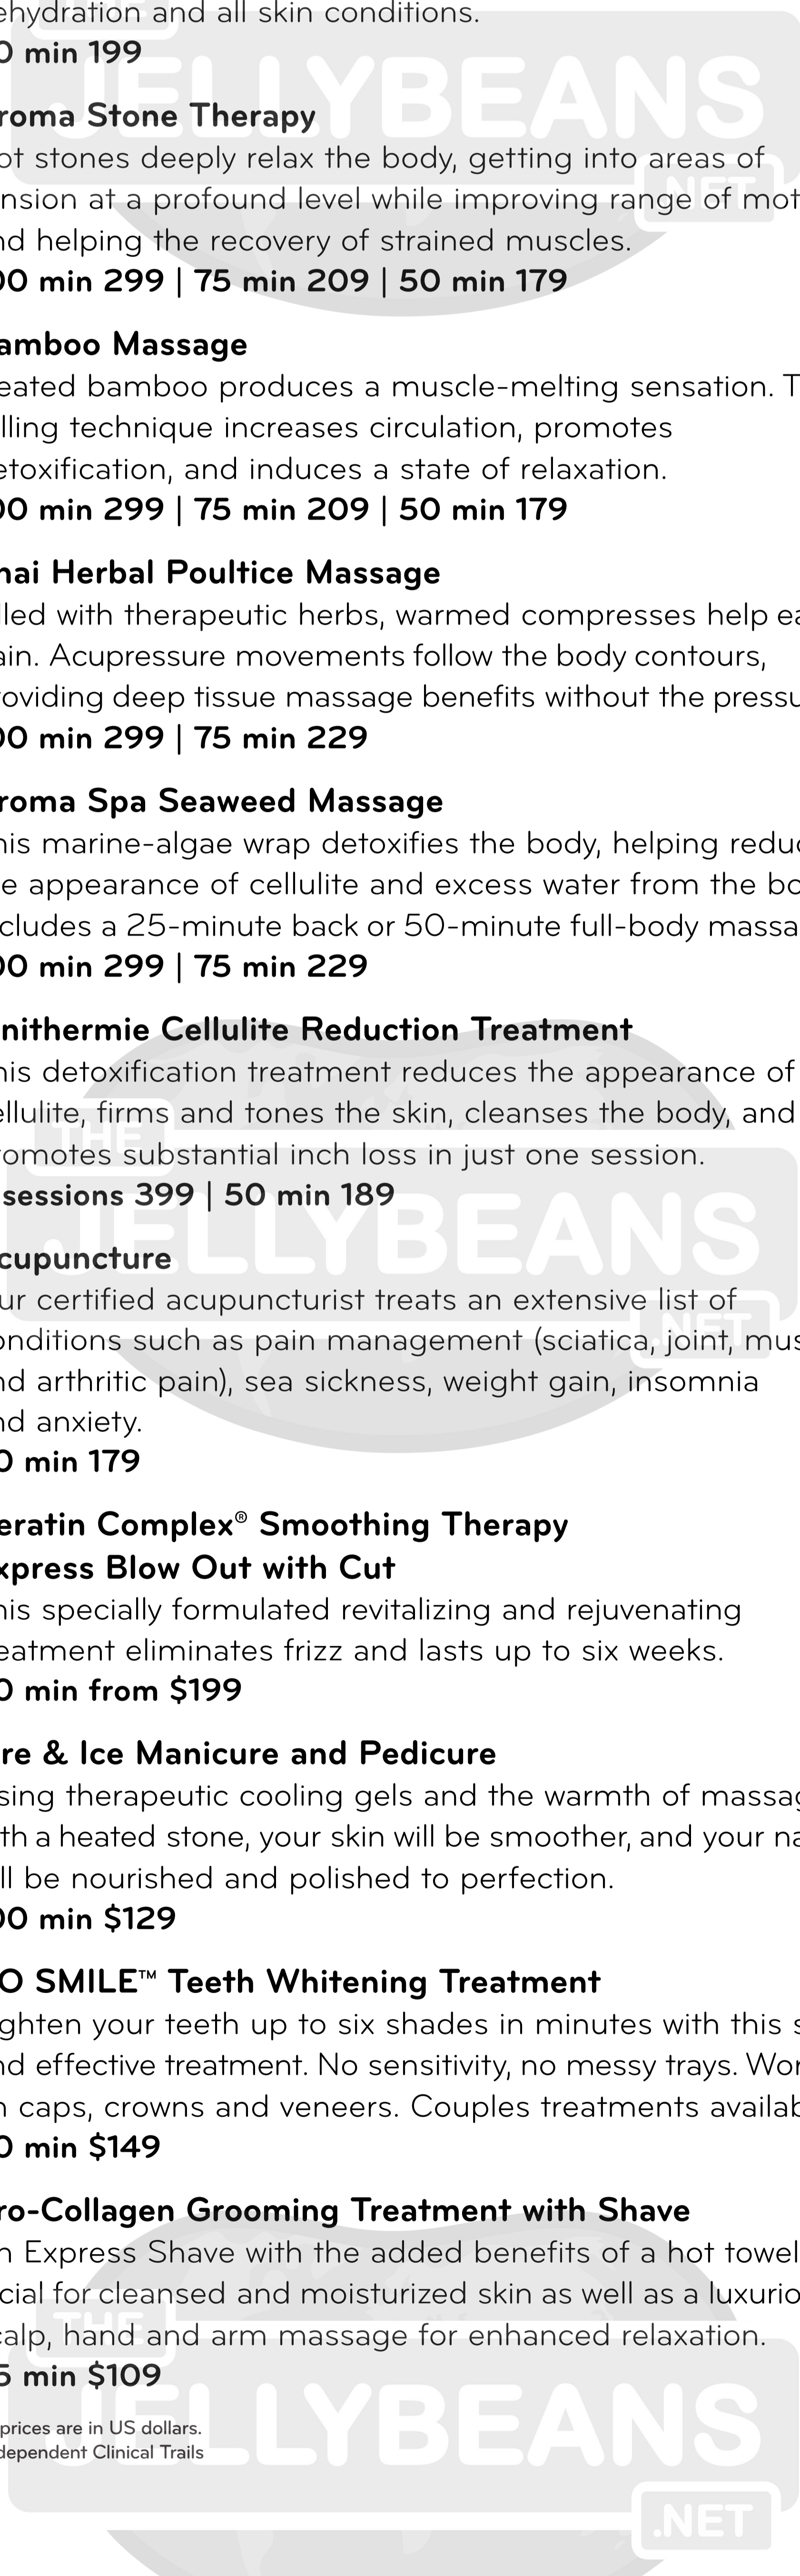 ehydration and all skin conditions.
0 min 199
roma Stone Therapy
ot stones deeply relax the body, getting into areas of
nsion at a profound level while improving range of mot
nd helping the recovery of strained muscles.
00 min 299 | 75 min 209 | 50 min 179
amboo Massage
eated bamboo produces a muscle-melting sensation. T
lling technique increases circulation, promotes
etoxification, and induces a state of relaxation.
00 min 299 | 75 min 209 | 50 min 179
hai Herbal Poultice Massage
lled with therapeutic herbs, warmed compresses help ea
ain. Acupressure movements follow the body contours,
roviding deep tissue massage benefits without the pressu
00 min 299 | 75 min 229
roma Spa Seaweed Massage
his marine-algae wrap detoxifies the body, helping reduc
e appearance of cellulite and excess water from the bo
cludes a 25-minute back or 50-minute full-body massa
00 min 299 | 75 min 229
nithermie Cellulite Reduction Treatment
his detoxification treatment reduces the appearance of
ellulite, firms and tones the skin, cleanses the body, and
romotes substantial inch loss in just one session.
sessions 399 | 50 min 189
cupuncture
ur certified acupuncturist treats an extensive list of
onditions such as pain management (sciatica, joint, mus
nd arthritic pain), sea sickness, weight gain, insomnia
nd anxiety.
0 min 179
eratin Complex® Smoothing Therapy
xpress Blow Out with Cut
his specially formulated revitalizing and rejuvenating
eatment eliminates frizz and lasts up to six weeks.
0 min from $199
re & Ice Manicure and Pedicure
sing therapeutic cooling gels and the warmth of massag
th a heated stone, your skin will be smoother, and your na
ll be nourished and polished to perfection.
00 min $129
O SMILE™ Teeth Whitening Treatment
ghten your teeth up to six shades in minutes with this s
nd effective treatment. No sensitivity, no messy trays. Wor
n caps, crowns and veneers. Couples treatments availab
0 min $149
ro-Collagen Grooming Treatment with Shave
n Express Shave with the added benefits of a hot towel
cial for cleansed and moisturized skin as well as a luxurio
calp, hand and arm massage for enhanced relaxation.
5 min $109
prices are in US dollars.
dependent Clinical Trails
THE
JELLYBEANS
.NET
THE
JELLYBEANS
.NET
THE
JELLYBEANS
.NET